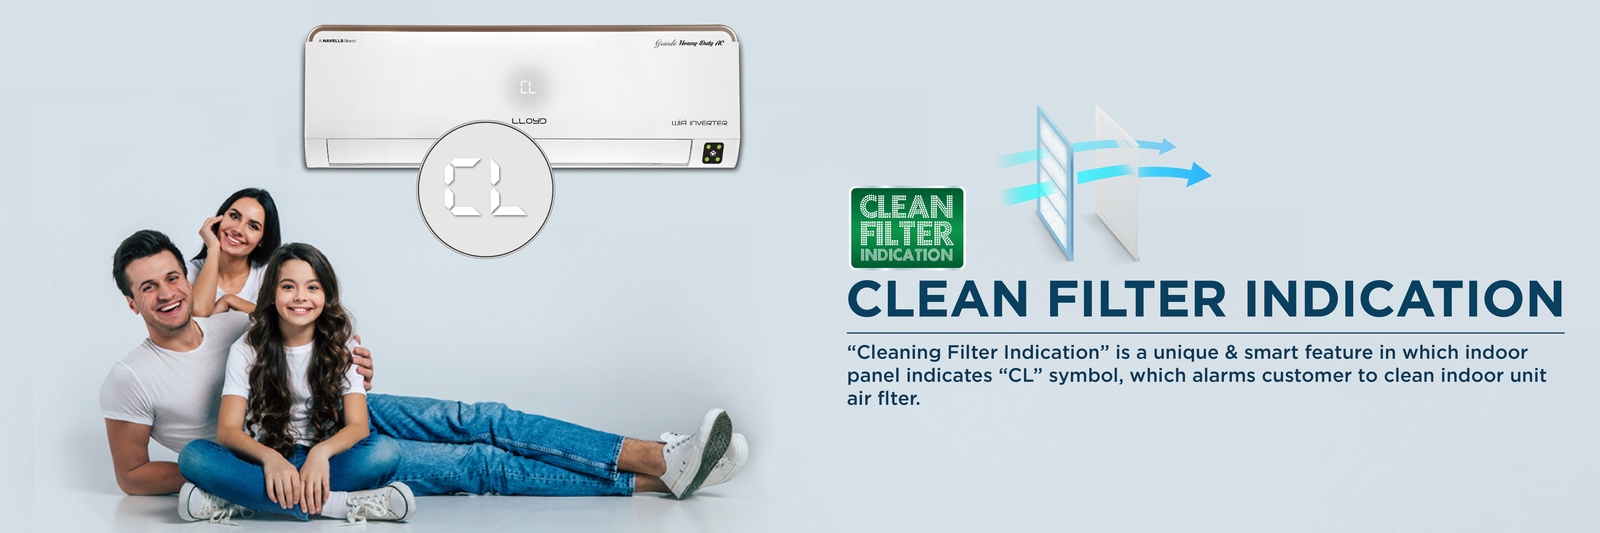 A HAVELLS Brand
Grande Heavy-Duty AC
CL
LLOYD
WiFi INVERTER
CL
CLEAN
FILTER
INDICATION
CLEAN FILTER INDICATION
“Cleaning Filter Indication” is a unique & smart feature in which indoor
panel indicates “CL” symbol, which alarms customer to clean indoor unit
air flter.